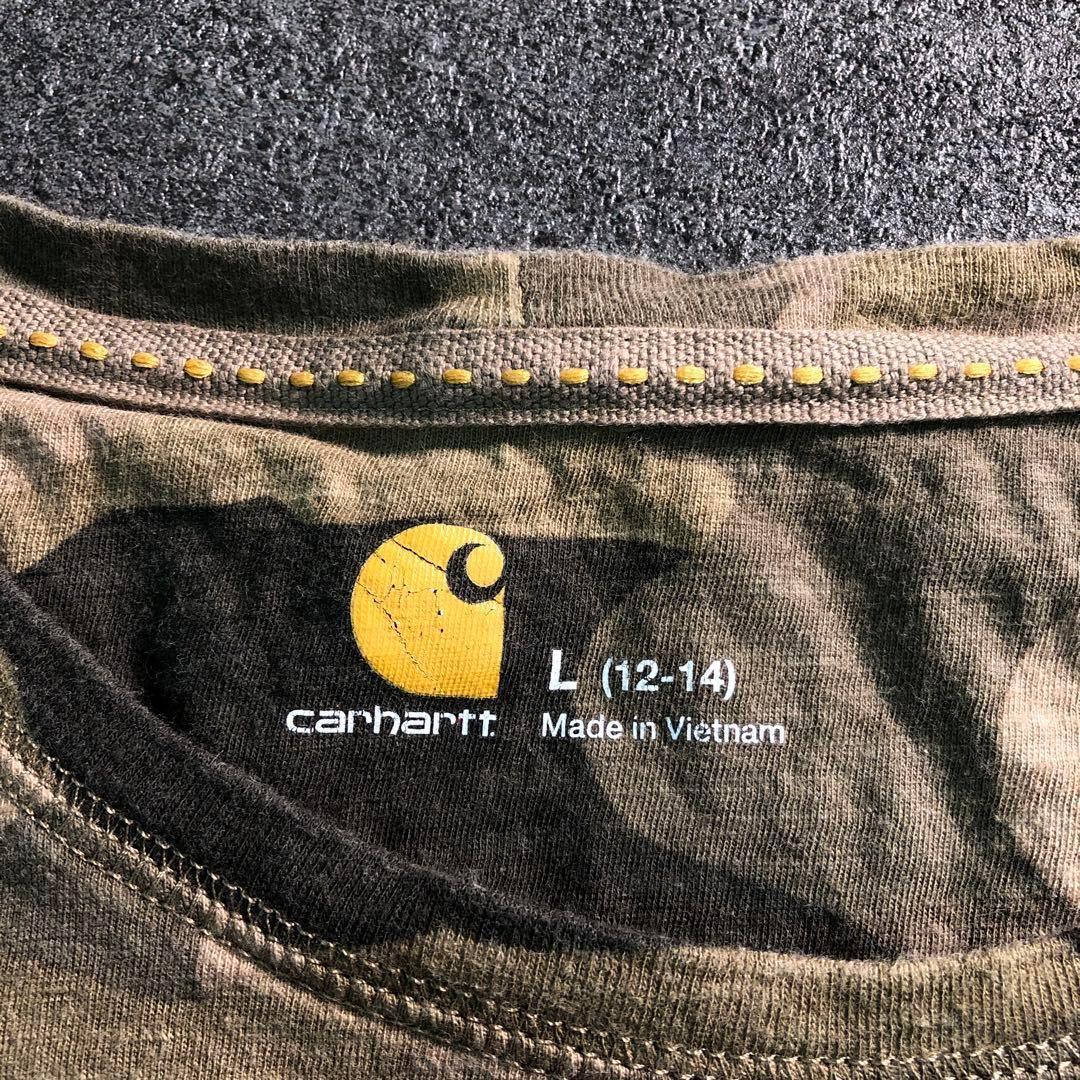 L (12-14)
carhartt
Made in Vietnam